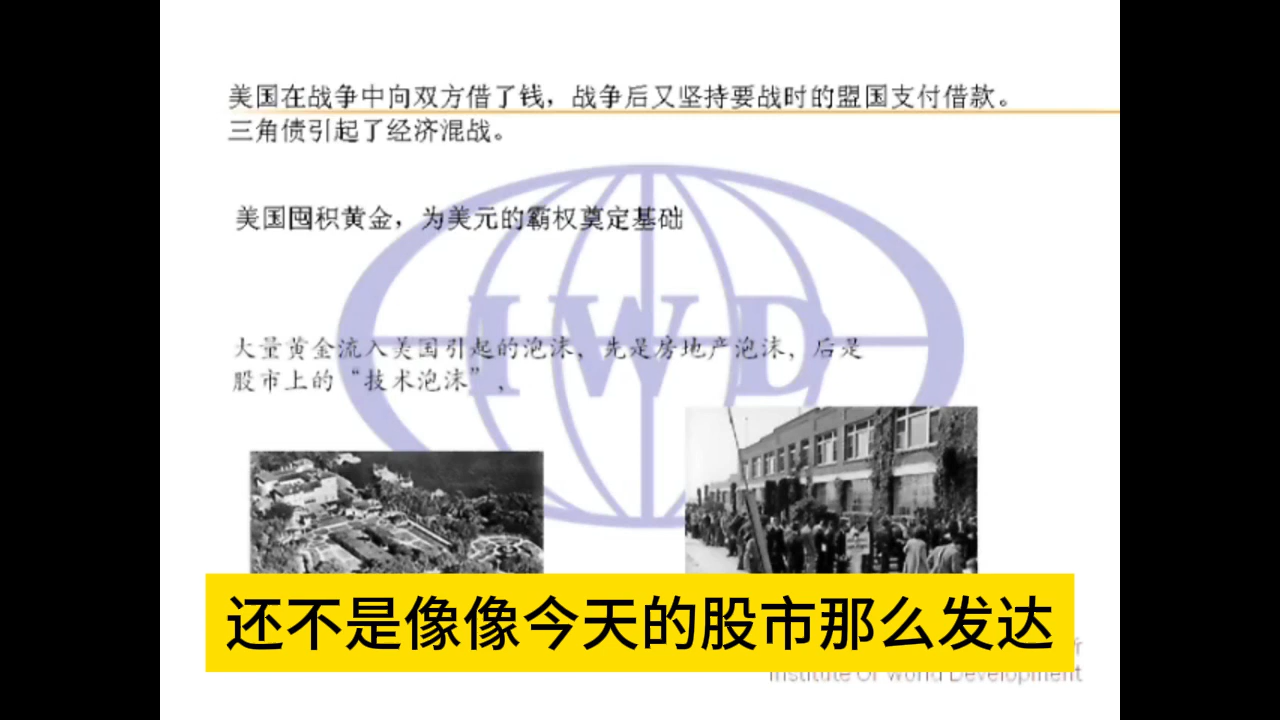 美国在战争中向双方借了钱，战争后又坚持要战时的盟国支付借款。
三角债引起了经济混战。
美国囤积黄金，为美元的霸权奠定基础
大量黄金流入美国引起的泡沫，先是房地产泡沫，后是
股市上的“技术泡沫”，
IWD
还不是像像今天的股市那么发达
Institute Of World Development